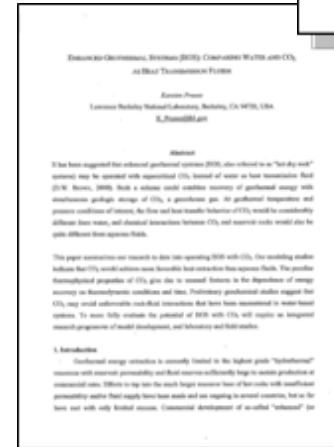 ENHANCED GEOTHERMAL SYSTEMS (EGS): COMPARING WATER AND CO2
AS HEAT TRANSMISSION FLUIDS
Karsten Pruess
Lawrence Berkeley National Laboratory, Berkeley, CA 94720, USA
K_Pruess@lbl.gov
Abstract
It has been suggested that enhanced geothermal systems (EGS; also referred to as "hot dry rock"
systems) may be operated with supercritical CO2 instead of water as heat transmission fluid
(D.W. Brown, 2000). Such a scheme could combine recovery of geothermal energy with
simultaneous geologic storage of CO2, a greenhouse gas. At geothermal temperature and
pressure conditions of interest, the flow and heat transfer behavior of CO2 would be considerably
different from water, and chemical interactions between CO2 and reservoir rocks would also be
quite different from aqueous fluids.
This paper summarizes our research to date into operating EGS with CO2. Our modeling studies
indicate that CO2 would achieve more favorable heat extraction than aqueous fluids. The peculiar
thermophysical properties of CO2 give rise to unusual features in the dependence of energy
recovery on thermodynamic conditions and time. Preliminary geochemical studies suggest that
CO2 may avoid unfavorable rock-fluid interactions that have been encountered in water-based
systems. To more fully evaluate the potential of EGS with CO2 will require an integrated
research programme of model development, and laboratory and field studies.
1. Introduction
Geothermal energy extraction is currently limited to the highest grade "hydrothermal"
resources with reservoir permeability and fluid reserves sufficiently large to sustain production at
commercial rates. Efforts to tap into the much larger resource base of hot rocks with insufficient
permeability and/or fluid supply have been made and are ongoing in several countries, but so far
have met with only limited success. Commercial development of so-called "enhanced" (or